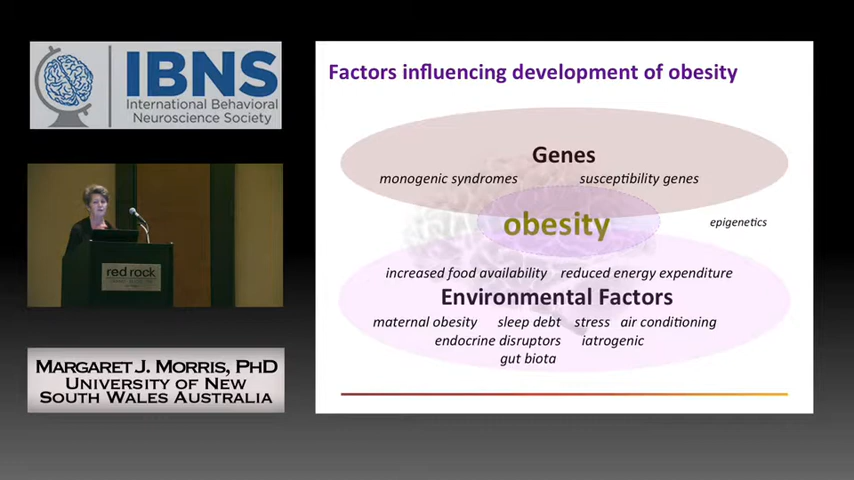 IBNS
International Behavioral
Neuroscience Society
red rock
MARGARET J. MORRIS, PHD
UNIVERSITY OF NEW
SOUTH WALES AUSTRALIA
Factors influencing development of obesity
Genes
monogenic syndromes susceptibility genes
obesity
epigenetics
increased food availability reduced energy expenditure
Environmental Factors
maternal obesity sleep debt stress air conditioning
endocrine disruptors iatrogenic
gut biota